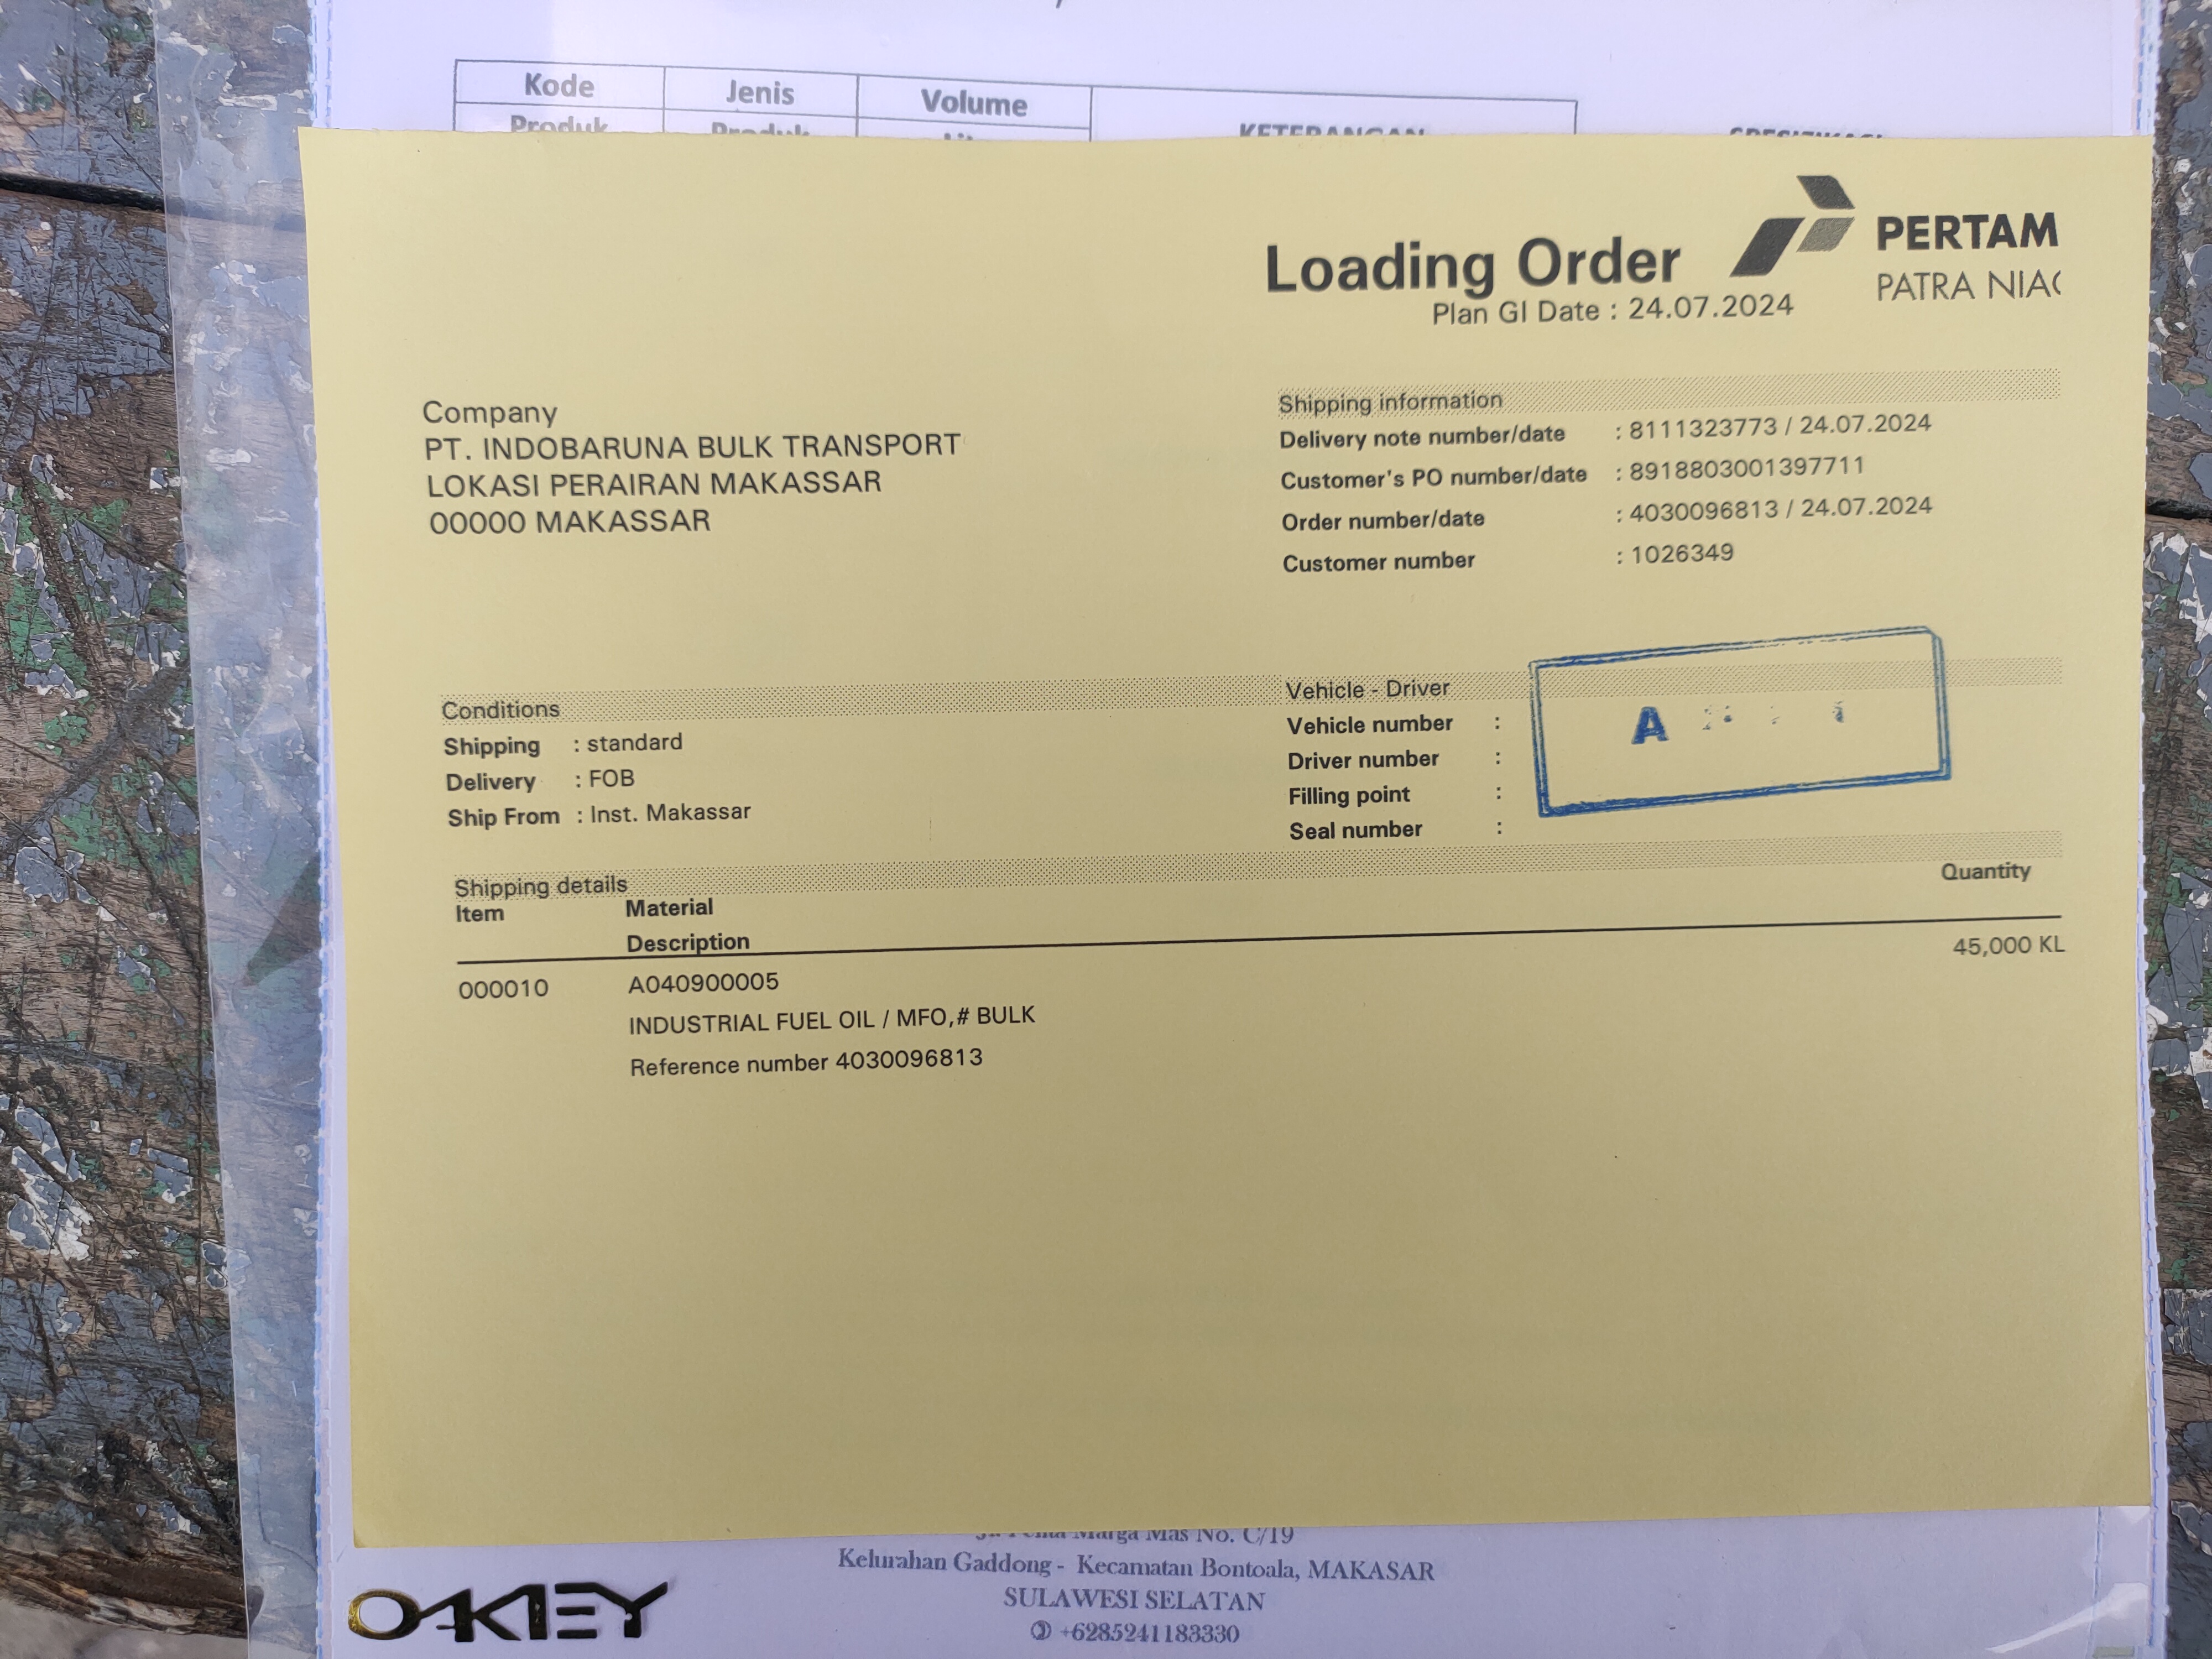 Kode
Jenis
Volume
Produk
Produk
KETERANGAN
Loading Order
Plan GI Date : 24.07.2024
PERTAM
PATRA NIA
Company
PT. INDOBARUNA BULK TRANSPORT
LOKASI PERAIRAN MAKASSAR
00000 MAKASSAR
Shipping information
Delivery note number/date : 8111323773 / 24.07.2024
Customer's PO number/date : 8918803001397711
Order number/date : 4030096813 / 24.07.2024
Customer number : 1026349
Conditions
Shipping : standard
Delivery : FOB
Ship From : Inst. Makassar
Vehicle - Driver
Vehicle number :
Driver number :
Filling point :
Seal number :
A
Shipping details
Item Material Quantity
Description
000010 A040900005 45,000 KL
INDUSTRIAL FUEL OIL / MFO,# BULK
Reference number 4030096813
Marga Mas No. C/19
Kelurahan Gaddong - Kecamatan Bontoala, MAKASAR
SULAWESI SELATAN
+6285241183330
OAKLEY